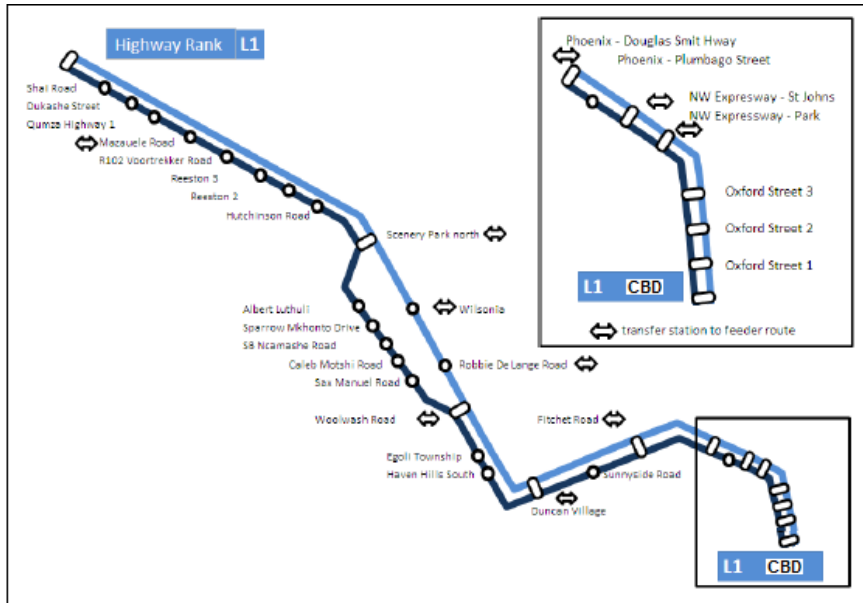 Highway Rank L1
Phoenix - Douglas Smit Hway
Phoenix - Plumbago Street
NW Expresway - St Johns
NW Expressway - Park
Oxford Street 3
Oxford Street 2
Oxford Street 1
L1 CBD
transfer station to feeder route
Shai Road
Dukashe Street
Qumza Highway 1
Mazauele Road
R102 Voortrekker Road
Reeston 3
Reeston 2
Hutchinson Road
Scenery Park north
Albert Luthuli
Wilsonia
Sparrow Mkhonto Drive
SB Ncamashe Road
Caleb Motshi Road
Robbie De Lange Road
Sax Manuel Road
Woolwash Road
Fitchet Road
Egoli Township
Haven Hills South
Sunnyside Road
Duncan Village
L1 CBD